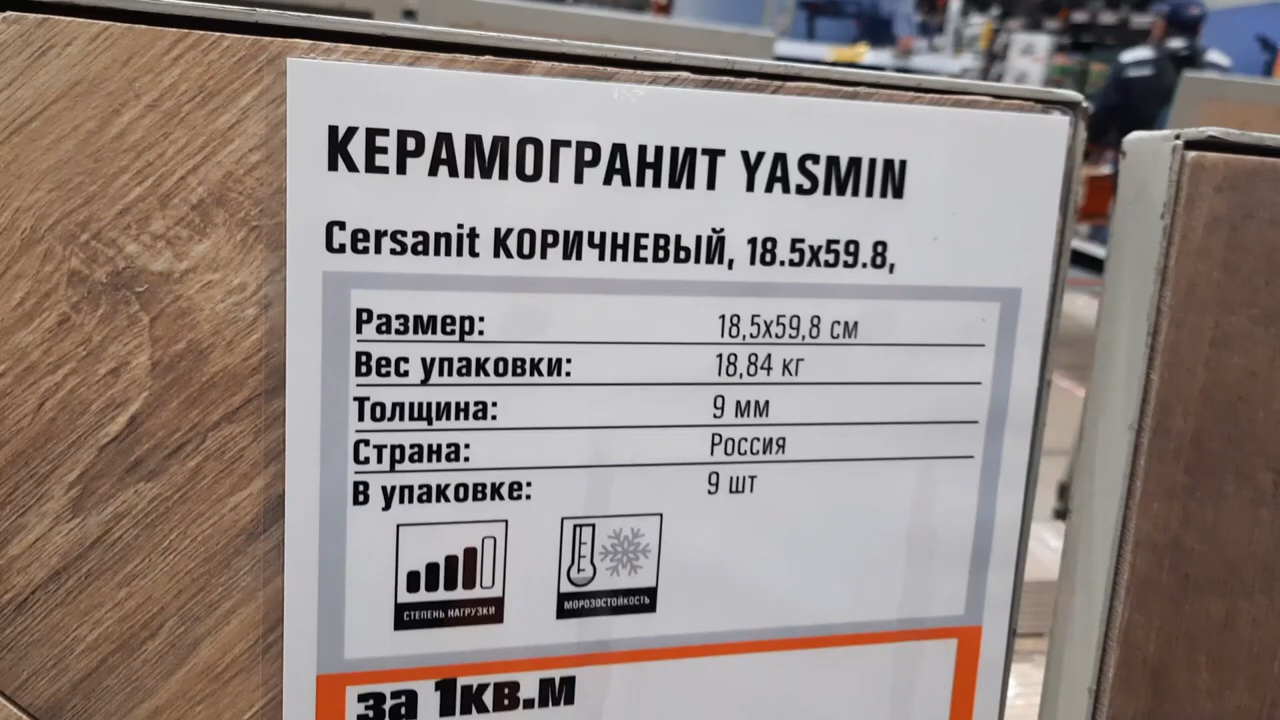 КЕРАМОГРАНИТ YASMIN
Cersanit КОРИЧНЕВЫЙ, 18.5x59.8,
Размер: 18,5x59,8 см
Вес упаковки: 18,84 кг
Толщина: 9 мм
Страна: Россия
В упаковке: 9 шт
СТЕПЕНЬ НАГРУЗКИ МОРОЗОСТОЙКОСТЬ
за 1кв.м